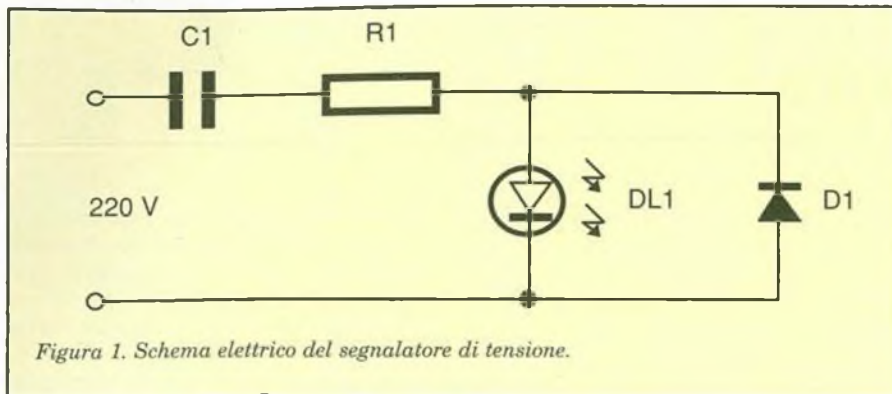 C1
R1
220 V
DL1
D1
Figura 1. Schema elettrico del segnalatore di tensione.